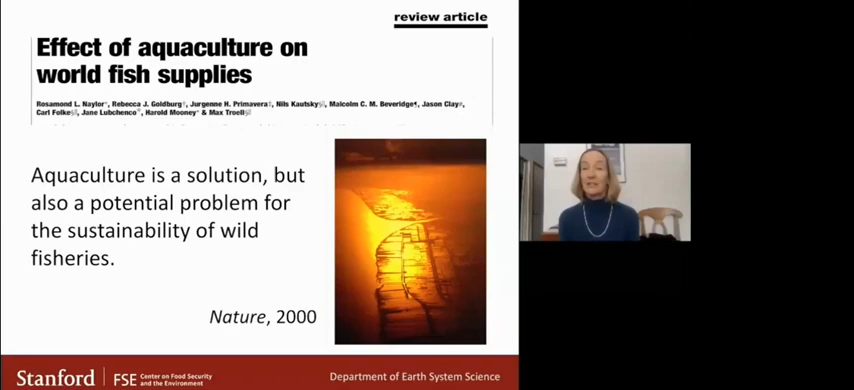 review article
Effect of aquaculture on
world fish supplies
Rosamond L. Naylor*, Rebecca J. Goldburg†, Jurgenne H. Primavera‡, Nils Kautsky§∥, Malcolm C. M. Beveridge¶, Jason Clay#,
Carl Folke§∥, Jane Lubchenco**, Harold Mooney* & Max Troell§∥
Aquaculture is a solution, but
also a potential problem for
the sustainability of wild
fisheries.
Nature, 2000
Stanford
FSE
Center on Food Security
and the Environment
Department of Earth System Science